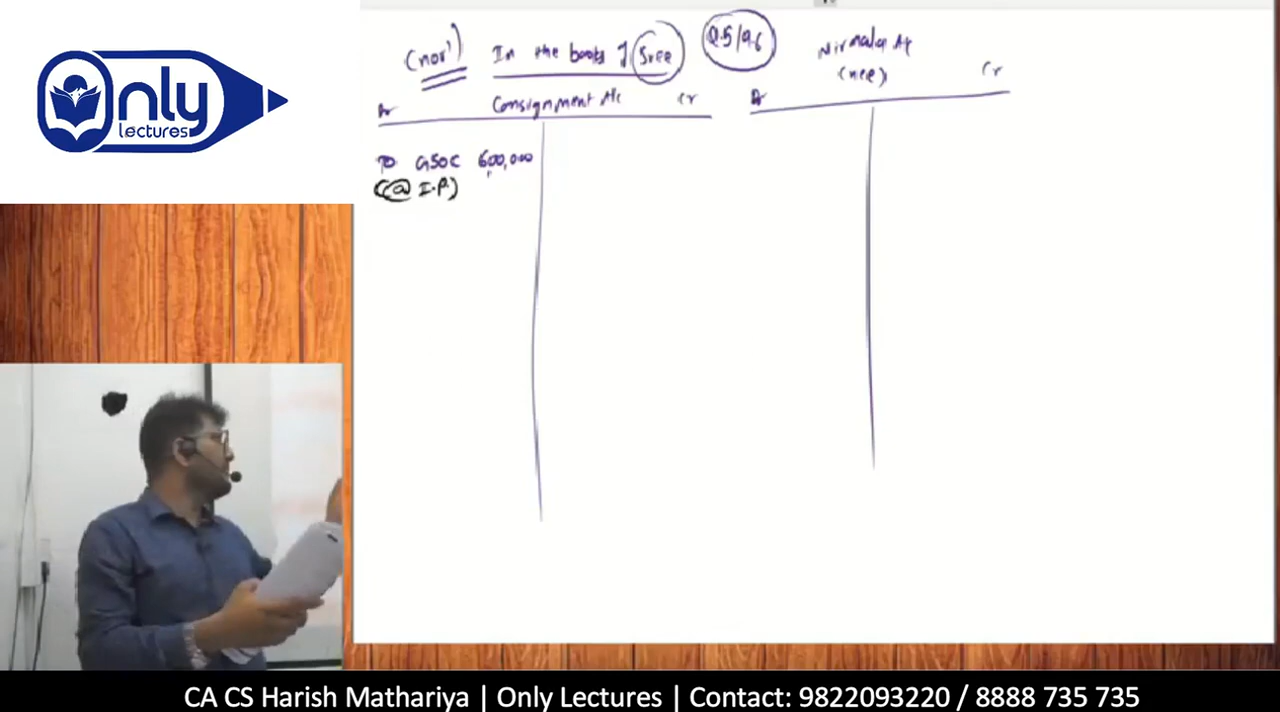 Only
lectures
(nor') In the books of Sree Q.5/9.6
Nirmala A/c
(nee) Cr
Dr Consignment A/c Cr Dr
To GSOC 600,000
(@ I.P.)
CA CS Harish Mathariya | Only Lectures | Contact: 9822093220 / 8888 735 735